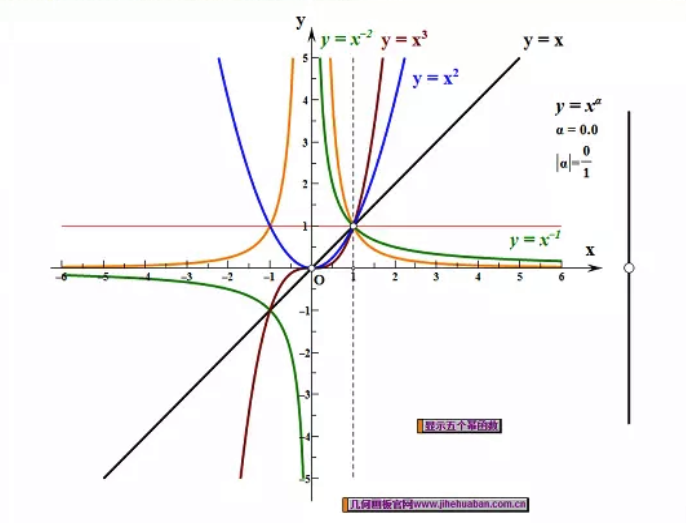 y
y = x⁻² y = x³
y = x
y = x²
y = xᵅ
α = 0.0
|α|=0/1
y = x⁻¹
x
5
4
3
2
1
-6 -5 -4 -3 -2 -1 O 1 2 3 4 5 6
-1
-2
-3
-4
-5
显示五个幂函数
几何画板官网www.jihehuaban.com.cn